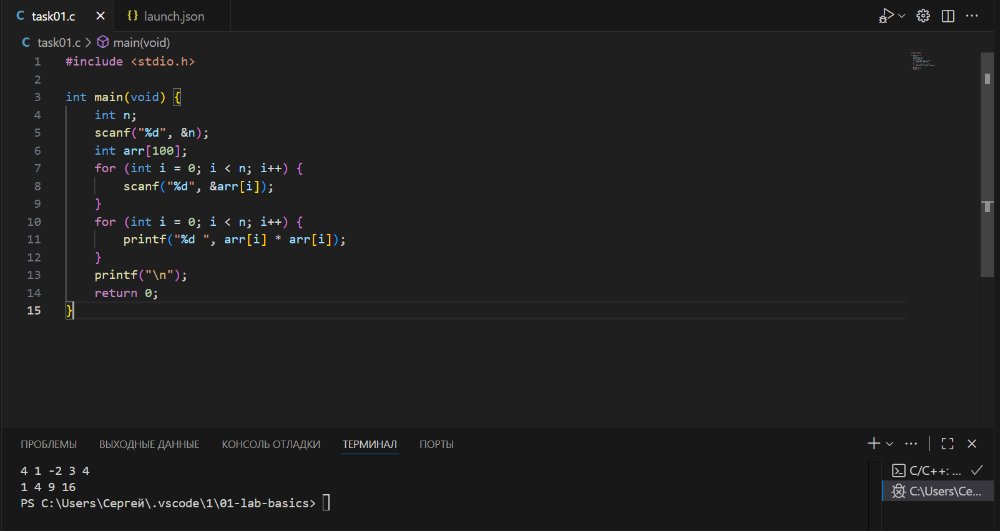 task01.c
launch.json
task01.c > main(void)
1 #include <stdio.h>
2
3 int main(void) {
4     int n;
5     scanf("%d", &n);
6     int arr[100];
7     for (int i = 0; i < n; i++) {
8         scanf("%d", &arr[i]);
9     }
10     for (int i = 0; i < n; i++) {
11         printf("%d ", arr[i] * arr[i]);
12     }
13     printf("\n");
14     return 0;
15 }
ПРОБЛЕМЫ ВЫХОДНЫЕ ДАННЫЕ КОНСОЛЬ ОТЛАДКИ ТЕРМИНАЛ ПОРТЫ
4 1 -2 3 4
1 4 9 16
PS C:\Users\Сергей\.vscode\1\01-lab-basics>
C/C++: ...
C:\Users\Се...